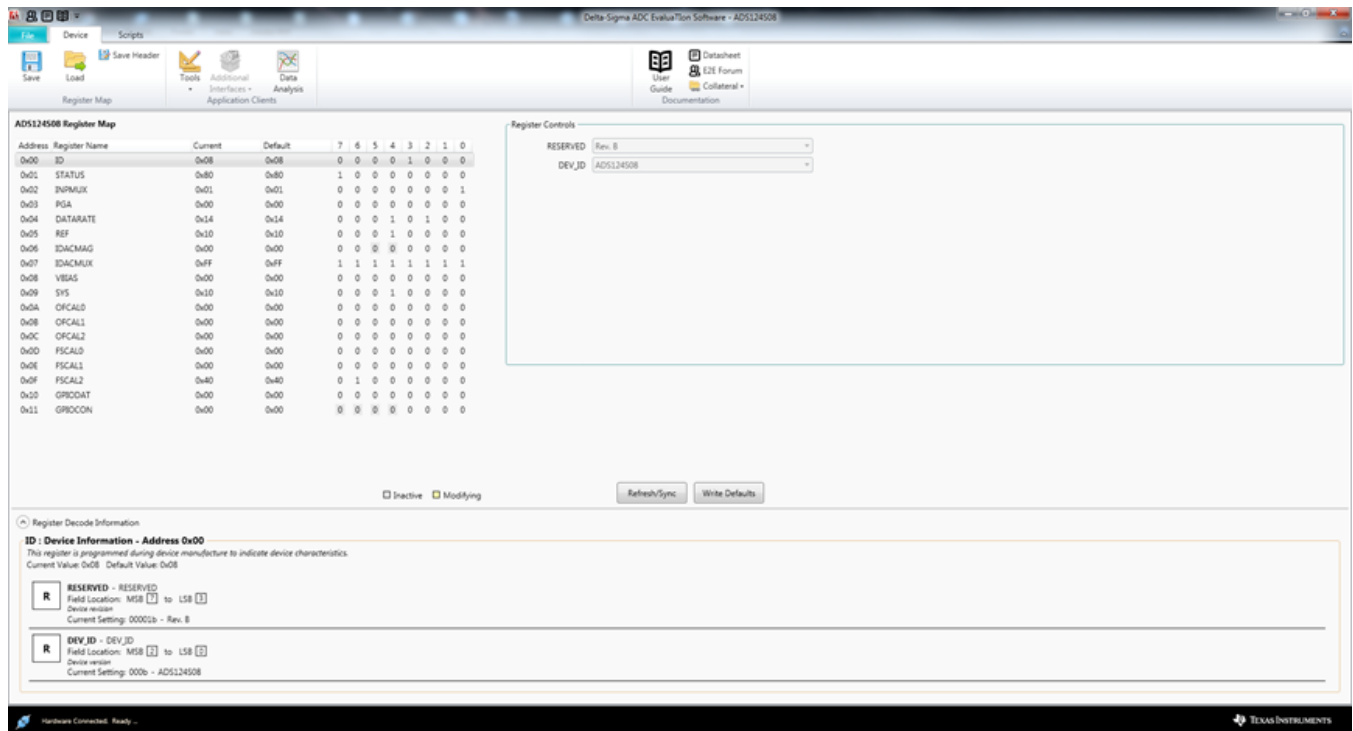 Delta-Sigma ADC EvaluaTIon Software - ADS124S08
File Device Scripts
Save Load Save Header Tools Additional Interfaces Data Analysis User Guide Datasheet E2E Forum Collateral
Register Map Application Clients Documentation
ADS124S08 Register Map
Address Register Name Current Default 7 6 5 4 3 2 1 0
0x00 ID 0x08 0x08 0 0 0 0 1 0 0 0
0x01 STATUS 0x80 0x80 1 0 0 0 0 0 0 0
0x02 INPMUX 0x01 0x01 0 0 0 0 0 0 0 1
0x03 PGA 0x00 0x00 0 0 0 0 0 0 0 0
0x04 DATARATE 0x14 0x14 0 0 0 1 0 1 0 0
0x05 REF 0x10 0x10 0 0 0 1 0 0 0 0
0x06 IDACMAG 0x00 0x00 0 0 0 0 0 0 0 0
0x07 IDACMUX 0xFF 0xFF 1 1 1 1 1 1 1 1
0x08 VBIAS 0x00 0x00 0 0 0 0 0 0 0 0
0x09 SYS 0x10 0x10 0 0 0 1 0 0 0 0
0x0A OFCAL0 0x00 0x00 0 0 0 0 0 0 0 0
0x0B OFCAL1 0x00 0x00 0 0 0 0 0 0 0 0
0x0C OFCAL2 0x00 0x00 0 0 0 0 0 0 0 0
0x0D FSCAL0 0x00 0x00 0 0 0 0 0 0 0 0
0x0E FSCAL1 0x00 0x00 0 0 0 0 0 0 0 0
0x0F FSCAL2 0x40 0x40 0 1 0 0 0 0 0 0
0x10 GPIODAT 0x00 0x00 0 0 0 0 0 0 0 0
0x11 GPIOCON 0x00 0x00 0 0 0 0 0 0 0 0
Inactive Modifying
Register Controls
RESERVED Rev. B
DEV_ID ADS124S08
Refresh/Sync Write Defaults
Register Decode Information
ID : Device Information - Address 0x00
This register is programmed during device manufacture to indicate device characteristics.
Current Value: 0x08 Default Value: 0x08
R RESERVED - RESERVED
Field Location: MSB 7 to LSB 3
Device revision
Current Setting: 00001b - Rev. B
R DEV_ID - DEV_ID
Field Location: MSB 2 to LSB 0
Device version
Current Setting: 000b - ADS124S08
Hardware Connected. Ready ..
TEXAS INSTRUMENTS